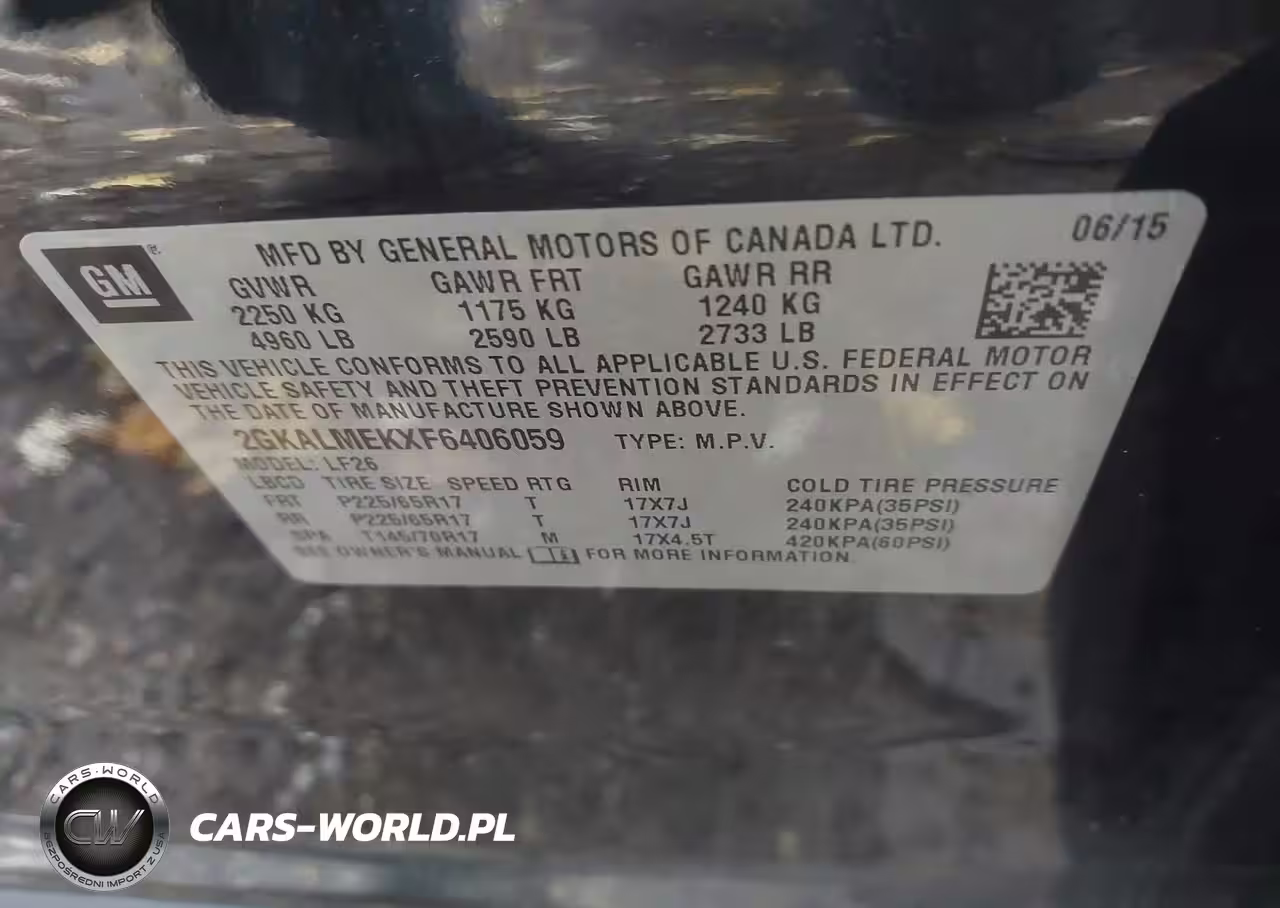 GM
MFD BY GENERAL MOTORS OF CANADA LTD.
06/15
GVWR GAWR FRT GAWR RR
2250 KG 1175 KG 1240 KG
4960 LB 2590 LB 2733 LB
THIS VEHICLE CONFORMS TO ALL APPLICABLE U.S. FEDERAL MOTOR
VEHICLE SAFETY AND THEFT PREVENTION STANDARDS IN EFFECT ON
THE DATE OF MANUFACTURE SHOWN ABOVE.
2GKALMEKXF6406059 TYPE: M.P.V.
MODEL: LF26
LBCD TIRE SIZE SPEED RTG RIM COLD TIRE PRESSURE
FRT P225/65R17 T 17X7J 240KPA(35PSI)
RR P225/65R17 T 17X7J 240KPA(35PSI)
SPA T145/70R17 M 17X4.5T 420KPA(60PSI)
SEE OWNER'S MANUAL FOR MORE INFORMATION.
CARS-WORLD
CW
BEZPOŚREDNI IMPORT Z USA
CARS-WORLD.PL